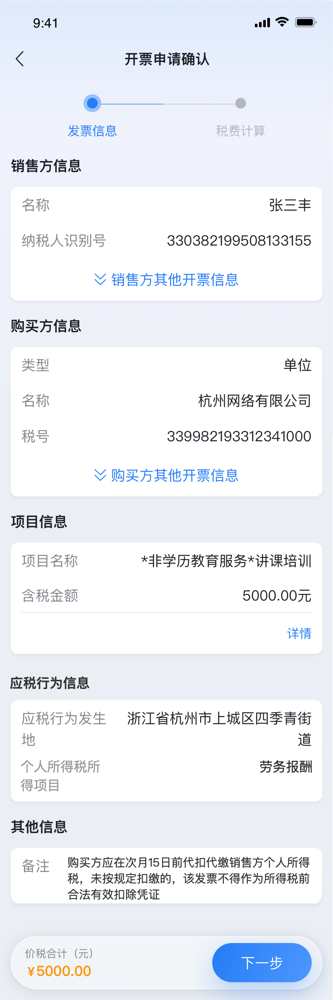 9:41
开票申请确认
发票信息
税费计算
销售方信息
名称 张三丰
纳税人识别号 330382199508133155
销售方其他开票信息
购买方信息
类型 单位
名称 杭州网络有限公司
税号 339982193312341000
购买方其他开票信息
项目信息
项目名称 *非学历教育服务*讲课培训
含税金额 5000.00元
详情
应税行为信息
应税行为发生 浙江省杭州市上城区四季青街
地 道
个人所得税所 劳务报酬
得项目
其他信息
备注 购买方应在次月15日前代扣代缴销售方个人所得
税，未按规定扣缴的，该发票不得作为所得税前
合法有效扣除凭证
价税合计（元）
¥5000.00
下一步